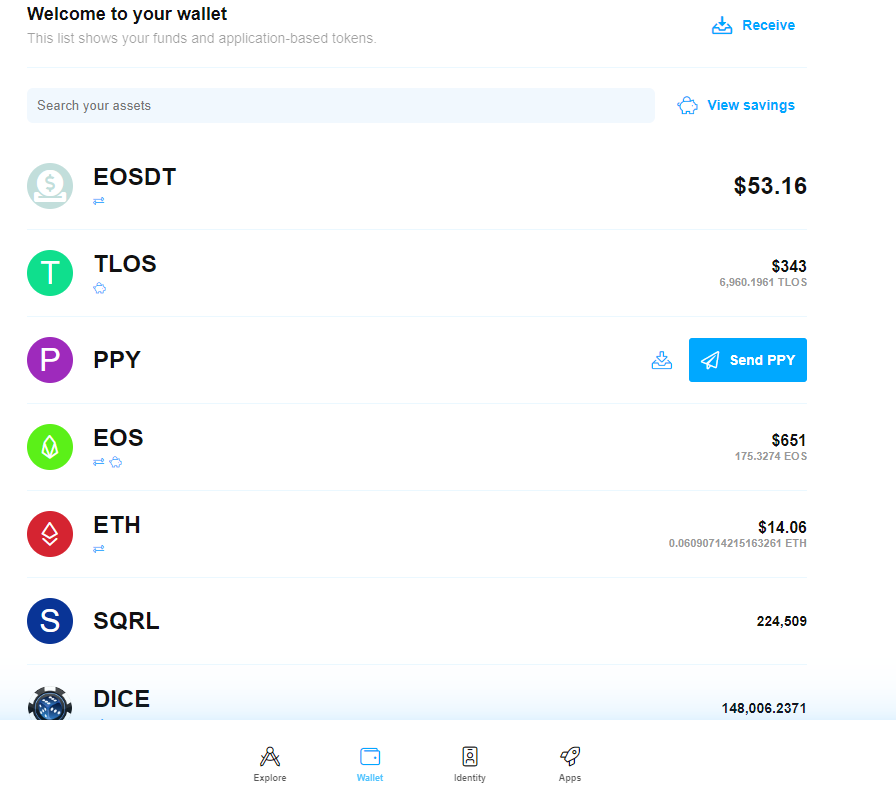 Welcome to your wallet
This list shows your funds and application-based tokens.
Receive
Search your assets
View savings
$
EOSDT
$53.16
T
TLOS
$343
6,960.1961 TLOS
P
PPY
Send PPY
EOS
$651
175.3274 EOS
ETH
$14.06
0.06090714215163261 ETH
S
SQRL
224,509
DICE
148,006.2371
Explore
Wallet
Identity
Apps